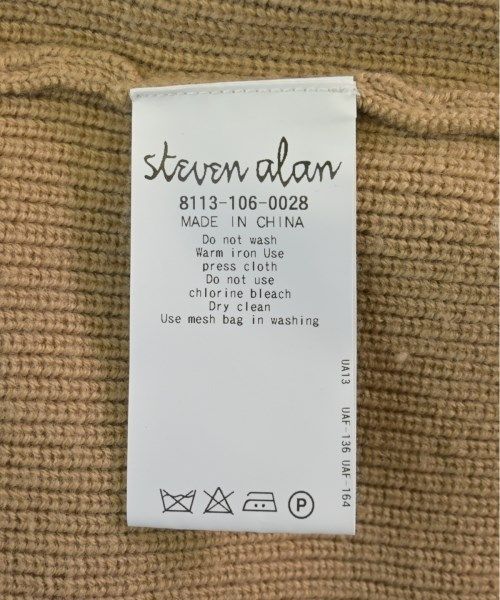 steven alan
8113-106-0028
MADE IN CHINA
Do not wash
Warm iron Use
press cloth
Do not use
chlorine bleach
Dry clean
Use mesh bag in washing
UA13 UAF-136 UAF-164
P